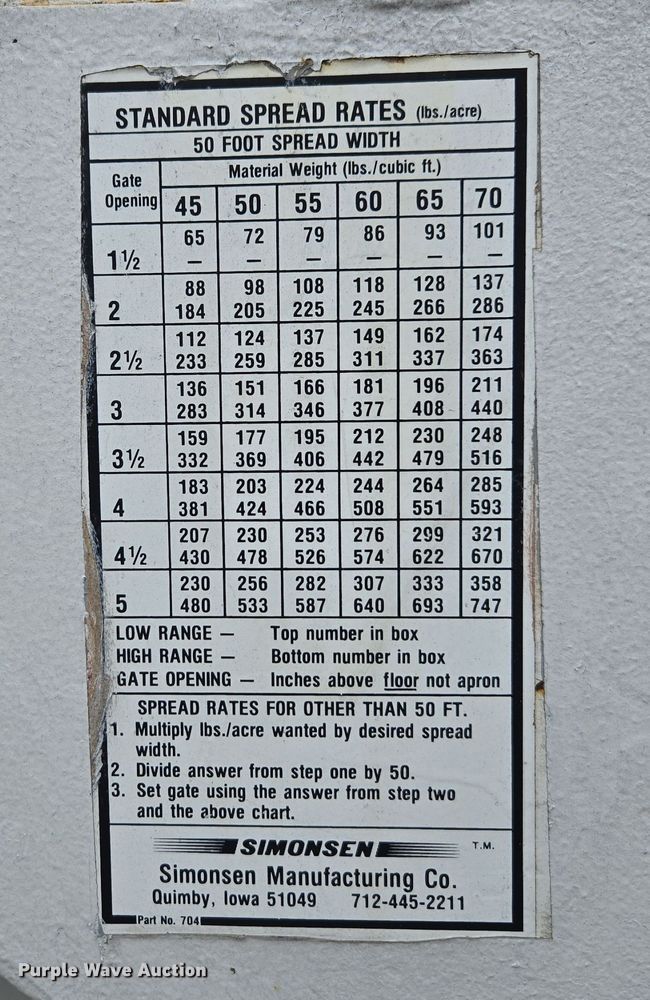 STANDARD SPREAD RATES (lbs./acre)
50 FOOT SPREAD WIDTH
Gate Opening Material Weight (lbs./cubic ft.)
45 50 55 60 65 70
65 72 79 86 93 101
1½ – – – – – –
88 98 108 118 128 137
2 184 205 225 245 266 286
112 124 137 149 162 174
2½ 233 259 285 311 337 363
136 151 166 181 196 211
3 283 314 346 377 408 440
159 177 195 212 230 248
3½ 332 369 406 442 479 516
183 203 224 244 264 285
4 381 424 466 508 551 593
207 230 253 276 299 321
4½ 430 478 526 574 622 670
230 256 282 307 333 358
5 480 533 587 640 693 747
LOW RANGE – Top number in box
HIGH RANGE – Bottom number in box
GATE OPENING – Inches above floor not apron
SPREAD RATES FOR OTHER THAN 50 FT.
1. Multiply lbs./acre wanted by desired spread
width.
2. Divide answer from step one by 50.
3. Set gate using the answer from step two
and the above chart.
SIMONSEN T.M.
Simonsen Manufacturing Co.
Quimby, Iowa 51049 712-445-2211
Part No. 704
Purple Wave Auction